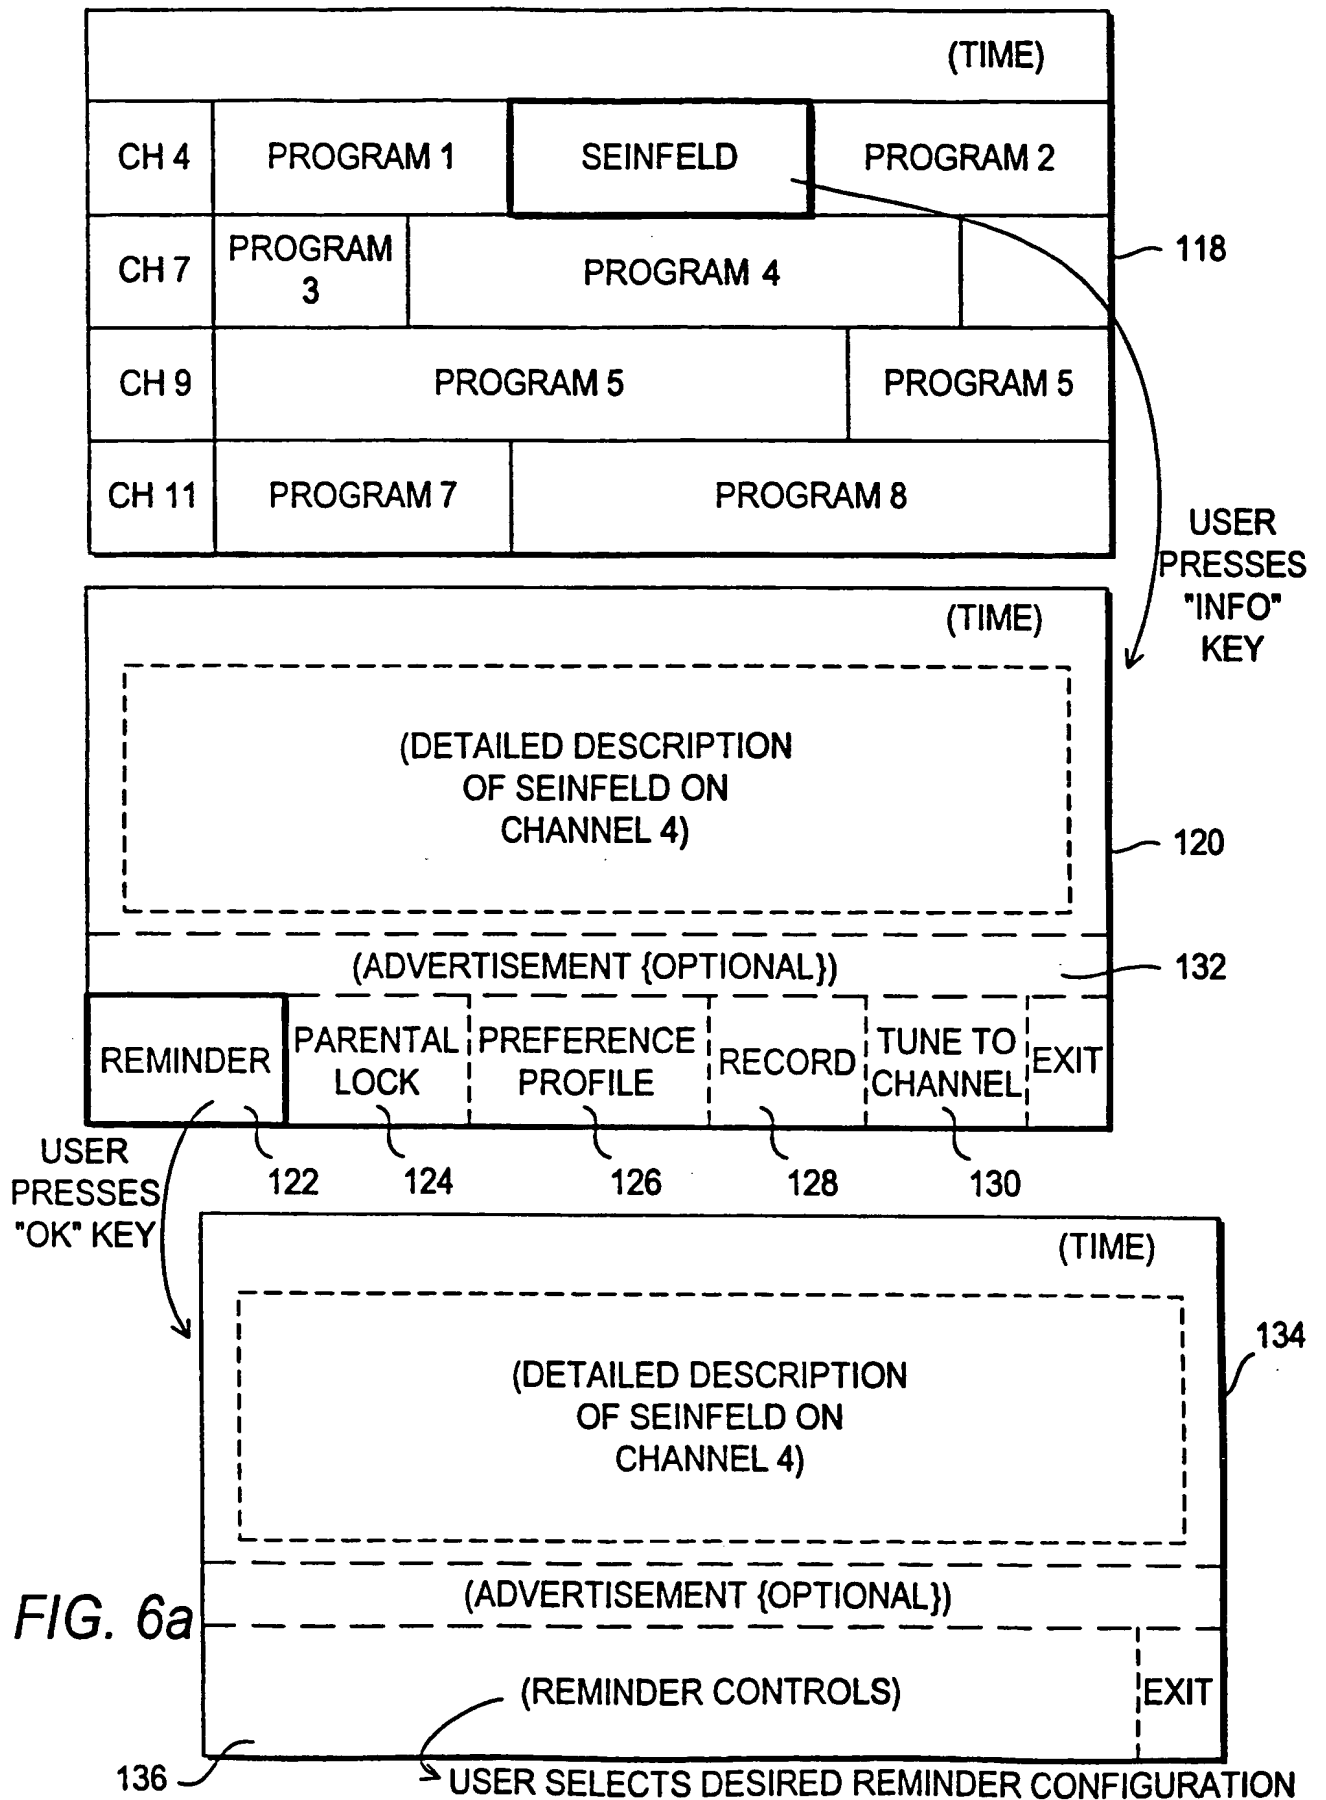 (TIME)
CH 4 PROGRAM 1 SEINFELD PROGRAM 2
CH 7 PROGRAM
3 PROGRAM 4
118
CH 9 PROGRAM 5 PROGRAM 5
CH 11 PROGRAM 7 PROGRAM 8
USER
PRESSES
"INFO"
KEY
(TIME)
(DETAILED DESCRIPTION
OF SEINFELD ON
CHANNEL 4)
120
(ADVERTISEMENT {OPTIONAL})
132
REMINDER
PARENTAL
LOCK
PREFERENCE
PROFILE
RECORD
TUNE TO
CHANNEL
EXIT
122 124 126 128 130
USER
PRESSES
"OK" KEY
(TIME)
(DETAILED DESCRIPTION
OF SEINFELD ON
CHANNEL 4)
134
(ADVERTISEMENT {OPTIONAL})
FIG. 6a
(REMINDER CONTROLS) EXIT
136
USER SELECTS DESIRED REMINDER CONFIGURATION